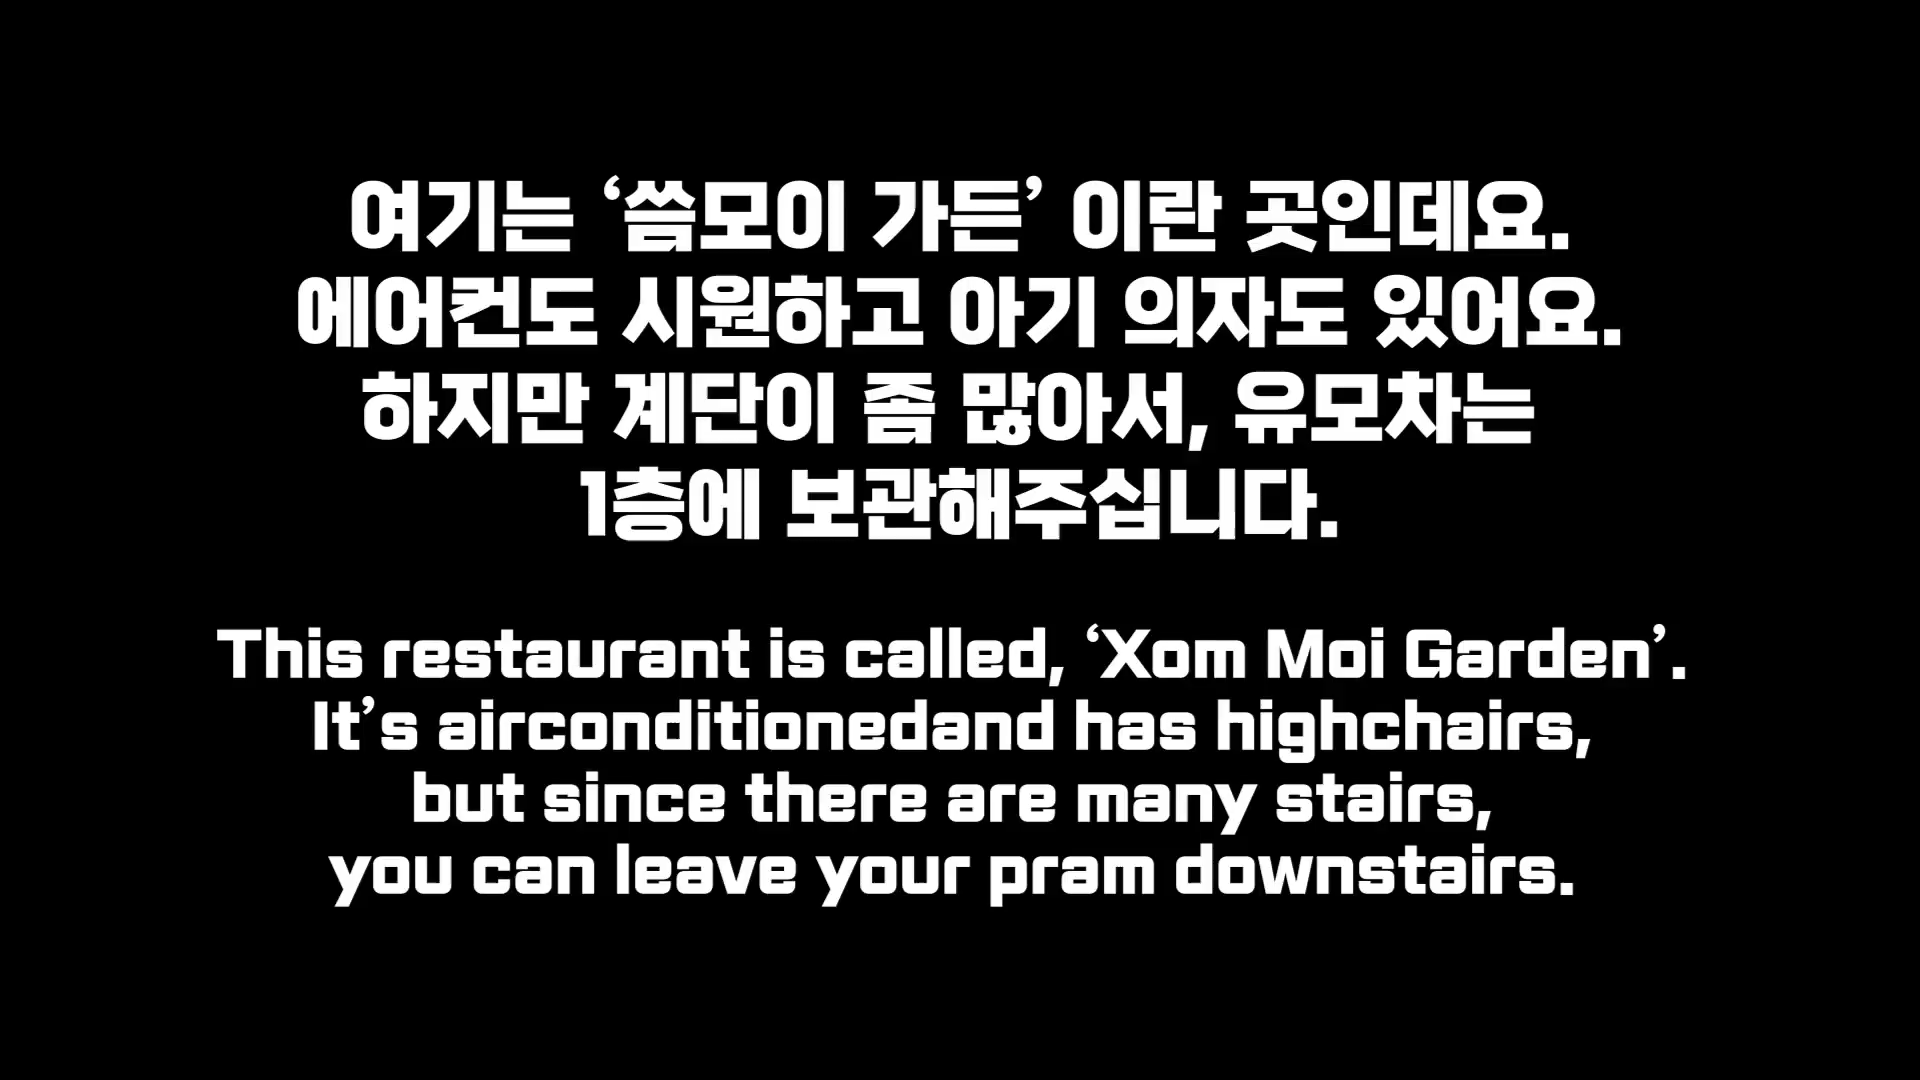 여기는 ‘씀모이 가든’ 이란 곳인데요.
에어컨도 시원하고 아기 의자도 있어요.
하지만 계단이 좀 많아서, 유모차는
1층에 보관해주십니다.
This restaurant is called, ‘Xom Moi Garden’.
It’s airconditionedand has highchairs,
but since there are many stairs,
you can leave your pram downstairs.